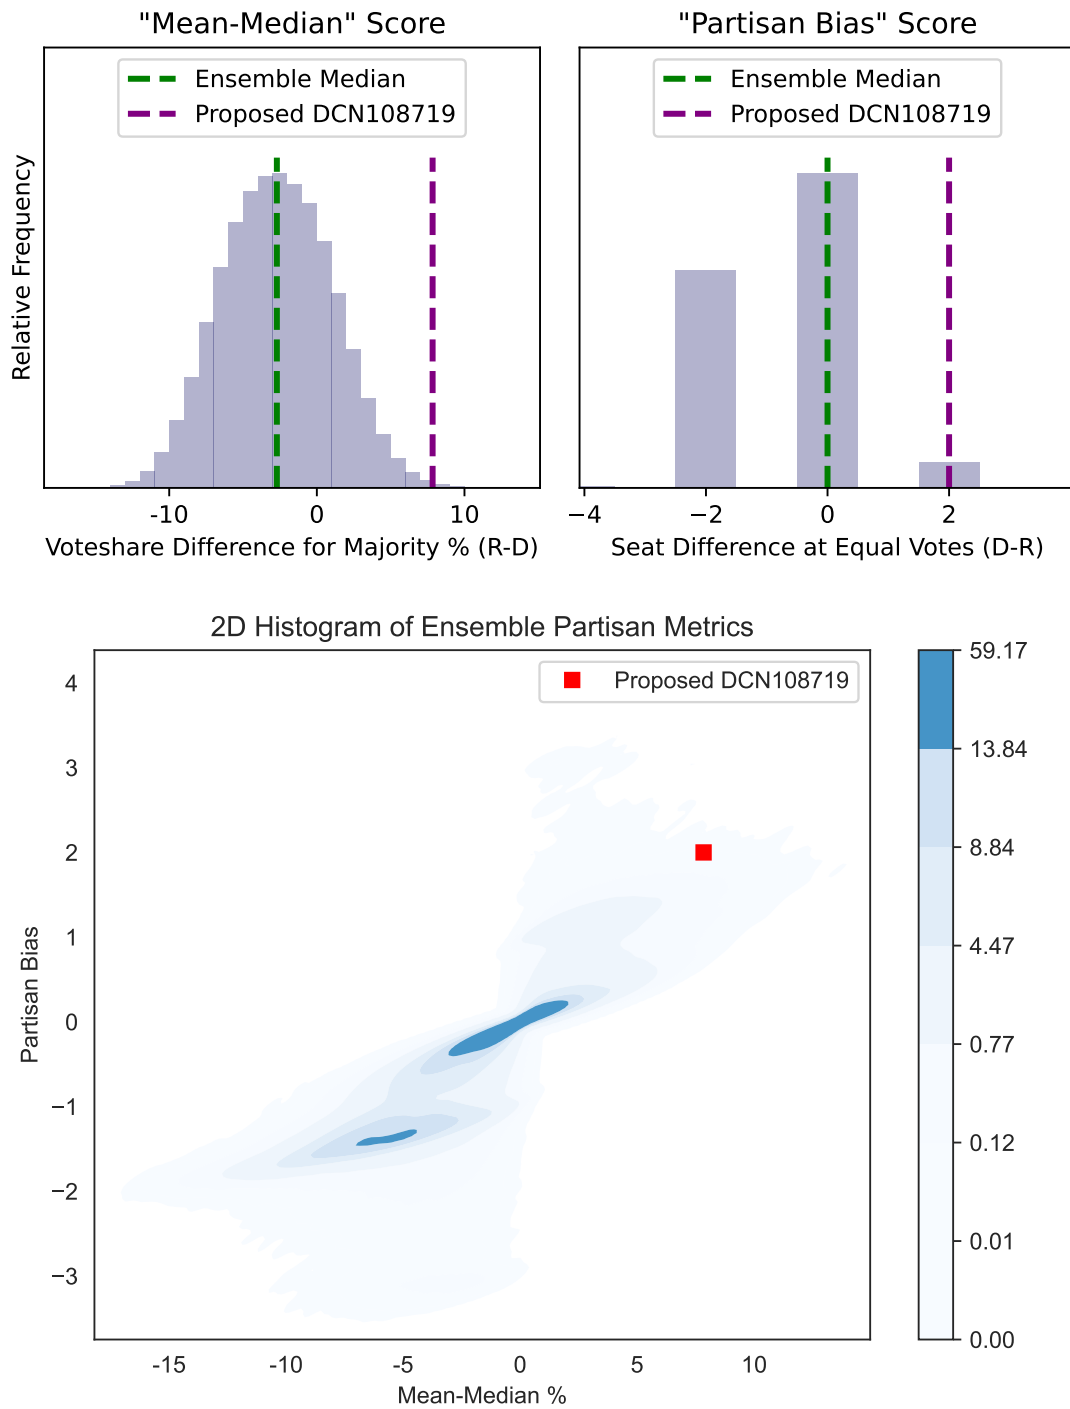 "Mean-Median" Score
Ensemble Median
Proposed DCN108719
Relative Frequency
-10 0 10
Voteshare Difference for Majority % (R-D)
"Partisan Bias" Score
Ensemble Median
Proposed DCN108719
−4 −2 0 2
Seat Difference at Equal Votes (D-R)
2D Histogram of Ensemble Partisan Metrics
Proposed DCN108719
Partisan Bias
4
3
2
1
0
−1
−2
−3
-15 -10 -5 0 5 10
Mean-Median %
59.17
13.84
8.84
4.47
0.77
0.12
0.01
0.00